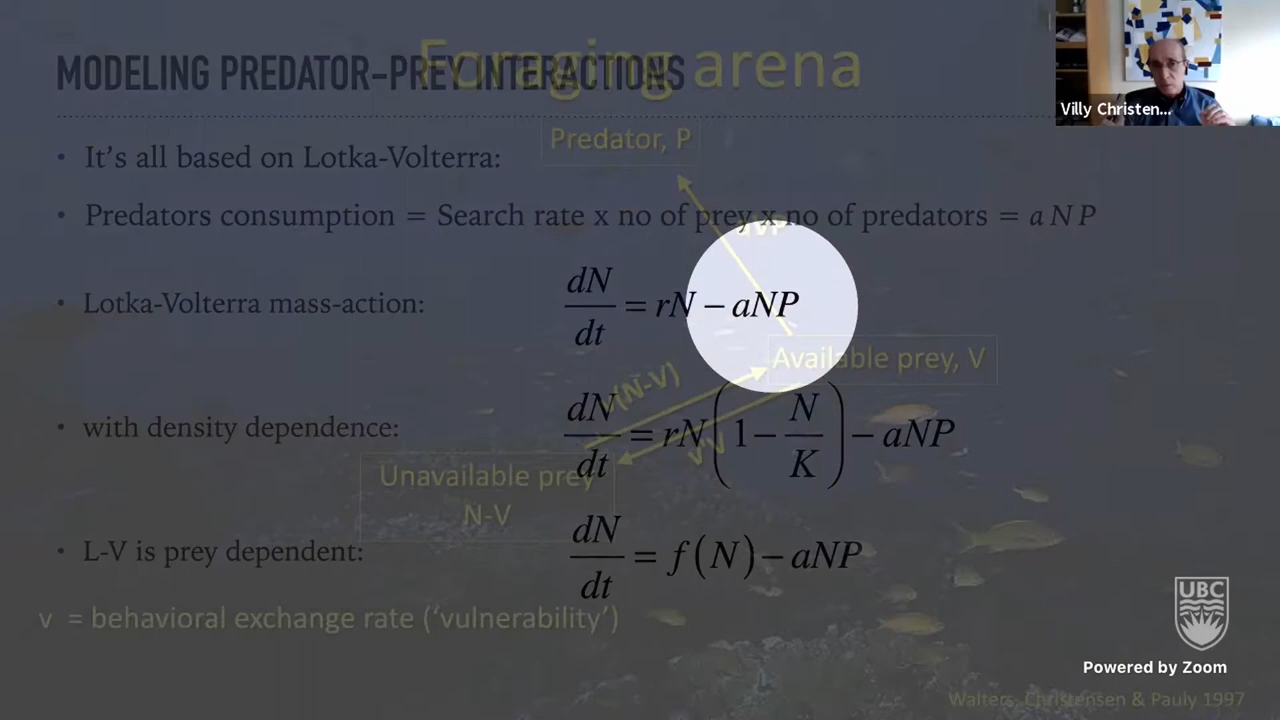 MODELING PREDATOR-PREY INTERACTIONS
Foraging arena
Villy Christen...
Predator, P
• It's all based on Lotka-Volterra:
• Predators consumption = Search rate x no of prey x no of predators = a N P
• Lotka-Volterra mass-action: dN/dt = rN – aNP
Available prey, V
v(N-V)
• with density dependence: dN/dt = rN(1 – N/K) – aNP
Unavailable prey
N-V
• L-V is prey dependent: dN/dt = f(N) – aNP
v = behavioral exchange rate ('vulnerability')
UBC
Powered by Zoom
Walters, Christensen & Pauly 1997